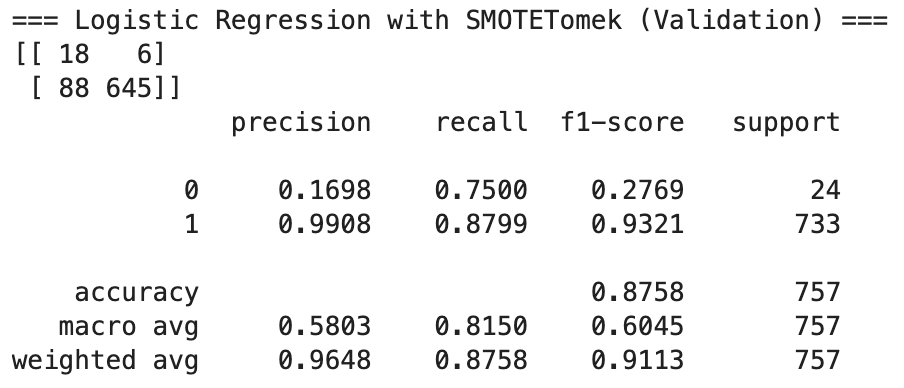 === Logistic Regression with SMOTETomek (Validation) ===
[[ 18   6]
 [ 88 645]]
              precision    recall  f1-score   support

           0     0.1698    0.7500    0.2769        24
           1     0.9908    0.8799    0.9321       733

    accuracy                         0.8758       757
   macro avg     0.5803    0.8150    0.6045       757
weighted avg     0.9648    0.8758    0.9113       757